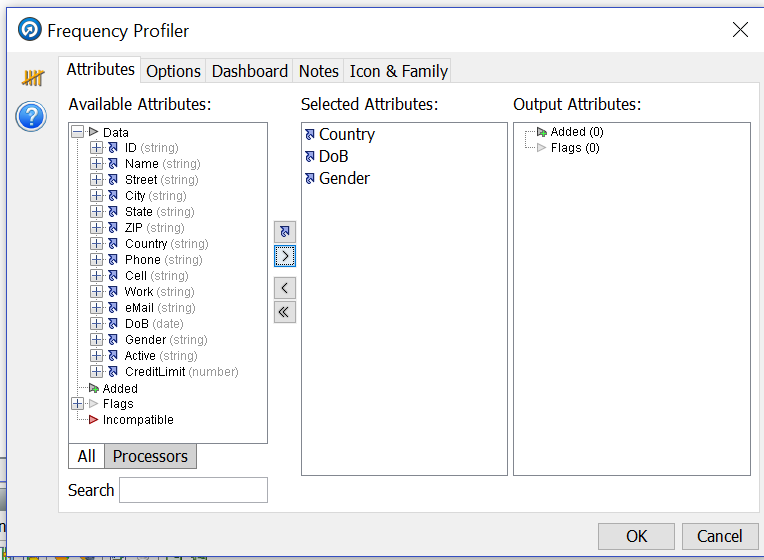 Frequency Profiler
Attributes Options Dashboard Notes Icon & Family
Available Attributes: Selected Attributes: Output Attributes:
Data
ID (string)
Name (string)
Street (string)
City (string)
State (string)
ZIP (string)
Country (string)
Phone (string)
Cell (string)
Work (string)
eMail (string)
DoB (date)
Gender (string)
Active (string)
CreditLimit (number)
Added
Flags
Incompatible
All Processors
Search
Country
DoB
Gender
Added (0)
Flags (0)
OK Cancel